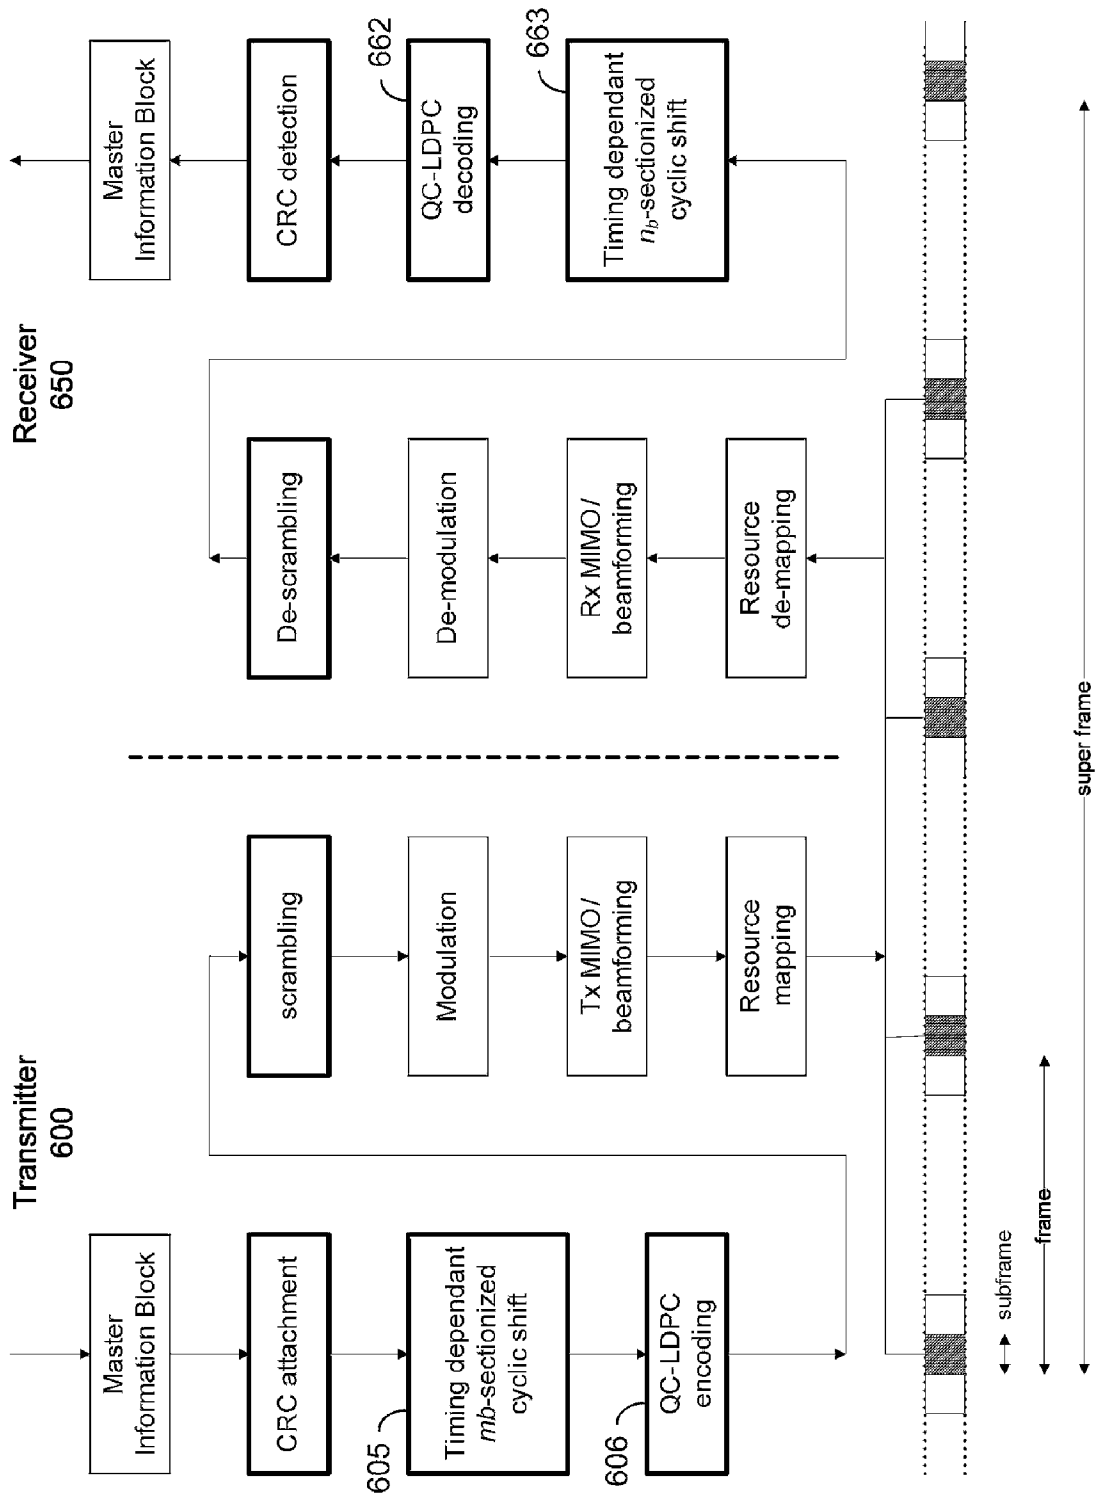 Transmitter
600
Receiver
650
Master
Information Block
CRC attachment
Timing dependant
mb-sectionized
cyclic shift
605
QC-LDPC
encoding
606
scrambling
Modulation
Tx MIMO/
beamforming
Resource
mapping
De-scrambling
De-modulation
Rx MIMO/
beamforming
Resource
de-mapping
Master
Information Block
CRC detection
QC-LDPC
decoding
662
Timing dependant
nb-sectionized
cyclic shift
663
subframe
frame
super frame